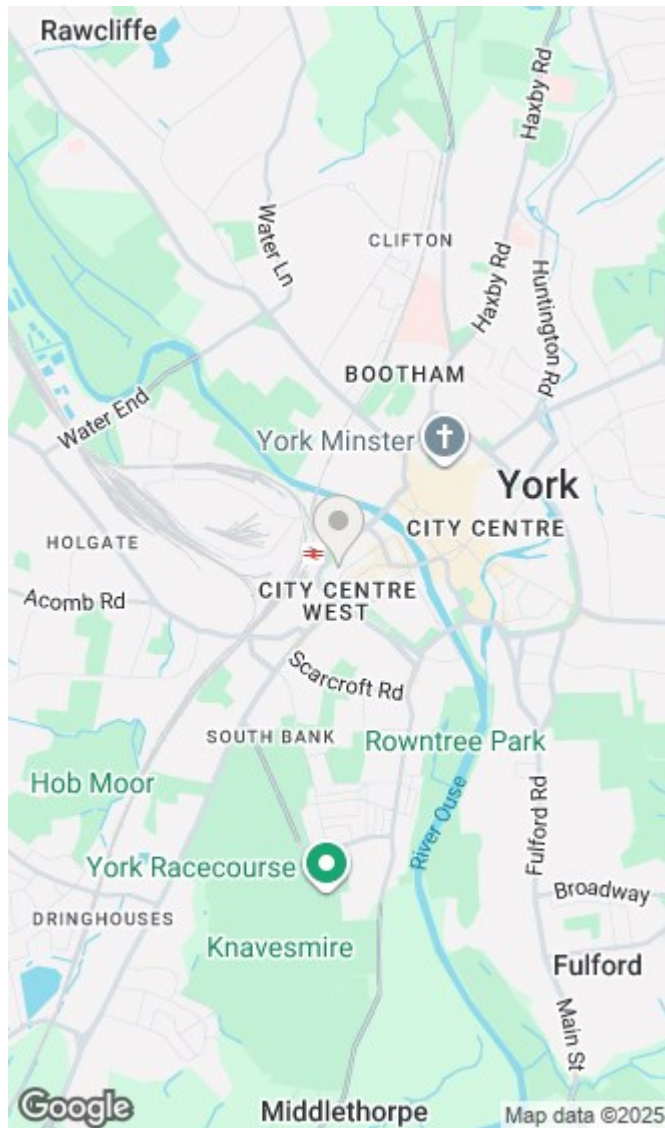 Rawcliffe
Haxby Rd
Water Ln
CLIFTON
Haxby Rd
Huntington Rd
BOOTHAM
Water End
York Minster
York
CITY CENTRE
HOLGATE
CITY CENTRE
WEST
Acomb Rd
Scarcroft Rd
SOUTH BANK
Rowntree Park
Hob Moor
River Ouse
Fulford Rd
York Racecourse
Broadway
DRINGHOUSES
Knavesmire
Fulford
Main St
Google
Middlethorpe
Map data ©2025